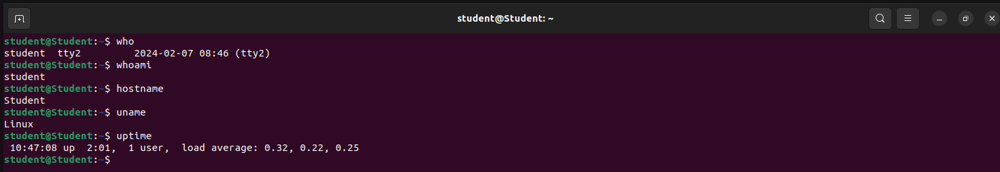 student@Student: ~
student@Student:~$ who
student  tty2         2024-02-07 08:46 (tty2)
student@Student:~$ whoami
student
student@Student:~$ hostname
Student
student@Student:~$ uname
Linux
student@Student:~$ uptime
 10:47:08 up  2:01,  1 user,  load average: 0.32, 0.22, 0.25
student@Student:~$